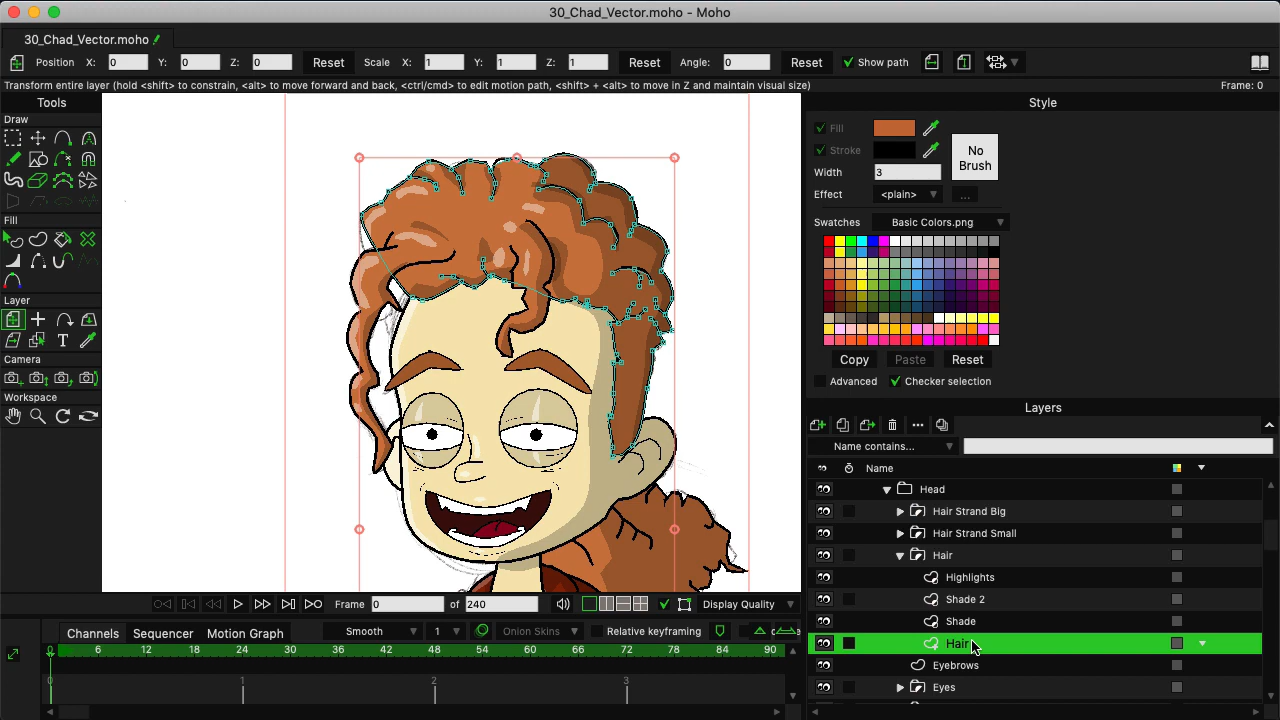 30_Chad_Vector.moho - Moho
30_Chad_Vector.moho
Position X: 0 Y: 0 Z: 0 Reset Scale X: 1 Y: 1 Z: 1 Reset Angle: 0 Reset Show path
Transform entire layer (hold <shift> to constrain, <alt> to move forward and back, <ctrl/cmd> to edit motion path, <shift> + <alt> to move in Z and maintain visual size) Frame: 0
Tools
Draw
Fill
Layer
Camera
Workspace
Style
Fill
Stroke
No
Brush
Width 3
Effect <plain> ...
Swatches Basic Colors.png
Copy Paste Reset
Advanced Checker selection
Layers
Name contains...
Name
Head
Hair Strand Big
Hair Strand Small
Hair
Highlights
Shade 2
Shade
Hair
Eyebrows
Eyes
Frame 0 of 240 Display Quality
Channels Sequencer Motion Graph Smooth 1 Onion Skins Relative keyframing
0 6 12 18 24 30 36 42 48 54 60 66 72 78 84 90
0 1 2 3